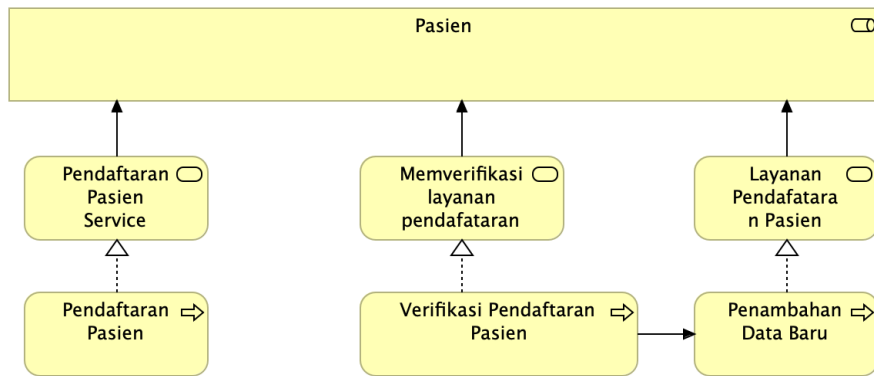 Pasien
Pendaftaran
Pasien
Service
Memverifikasi
layanan
pendafataran
Layanan
Pendafatara
n Pasien
Pendaftaran
Pasien
Verifikasi Pendaftaran
Pasien
Penambahan
Data Baru